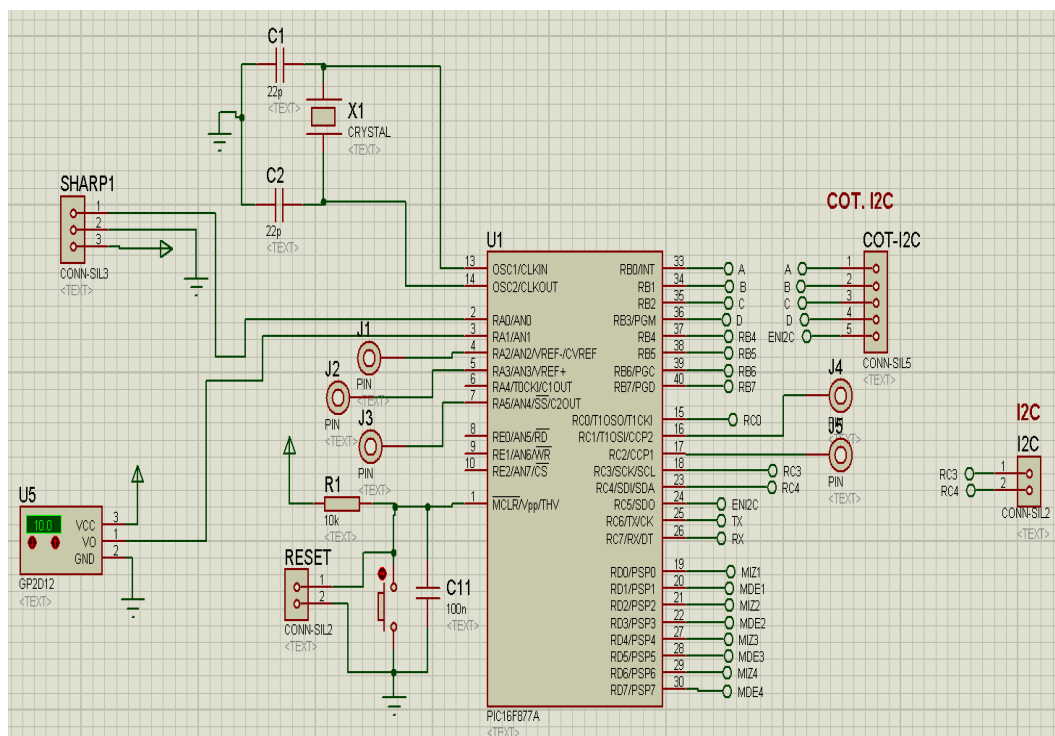 C1
22p
<TEXT>
X1
CRYSTAL
<TEXT>
C2
22p
<TEXT>
SHARP1
1
2
3
CONN-SIL3
<TEXT>
U1
13 OSC1/CLKIN
14 OSC2/CLKOUT
2 RA0/AN0
3 RA1/AN1
4 RA2/AN2/VREF-/CVREF
5 RA3/AN3/VREF+
6 RA4/T0CKI/C1OUT
7 RA5/AN4/SS/C2OUT
8 RE0/AN5/RD
9 RE1/AN6/WR
10 RE2/AN7/CS
1 MCLR/Vpp/THV
RB0/INT 33 A
RB1 34 B
RB2 35 C
RB3/PGM 36 D
RB4 37 RB4
RB5 38 RB5
RB6/PGC 39 RB6
RB7/PGD 40 RB7
RC0/T1OSO/T1CKI 15 RC0
RC1/T1OSI/CCP2 16
RC2/CCP1 17
RC3/SCK/SCL 18 RC3
RC4/SDI/SDA 23 RC4
RC5/SDO 24 ENI2C
RC6/TX/CK 25 TX
RC7/RX/DT 26 RX
RD0/PSP0 19 MIZ1
RD1/PSP1 20 MDE1
RD2/PSP2 21 MIZ2
RD3/PSP3 22 MDE2
RD4/PSP4 27 MIZ3
RD5/PSP5 28 MDE3
RD6/PSP6 29 MIZ4
RD7/PSP7 30 MDE4
PIC16F877A
<TEXT>
J1
PIN
<TEXT>
J2
PIN
<TEXT>
J3
PIN
<TEXT>
R1
10k
<TEXT>
U5
10.0
VCC 3
VO 1
GND 2
GP2D12
<TEXT>
RESET
1
2
CONN-SIL2
<TEXT>
C11
100n
<TEXT>
COT. I2C
COT-I2C
A 1
B 2
C 3
D 4
ENI2C 5
CONN-SIL5
<TEXT>
J4
J5
PIN
<TEXT>
I2C
I2C
RC3 1
RC4 2
CONN-SIL2
<TEXT>